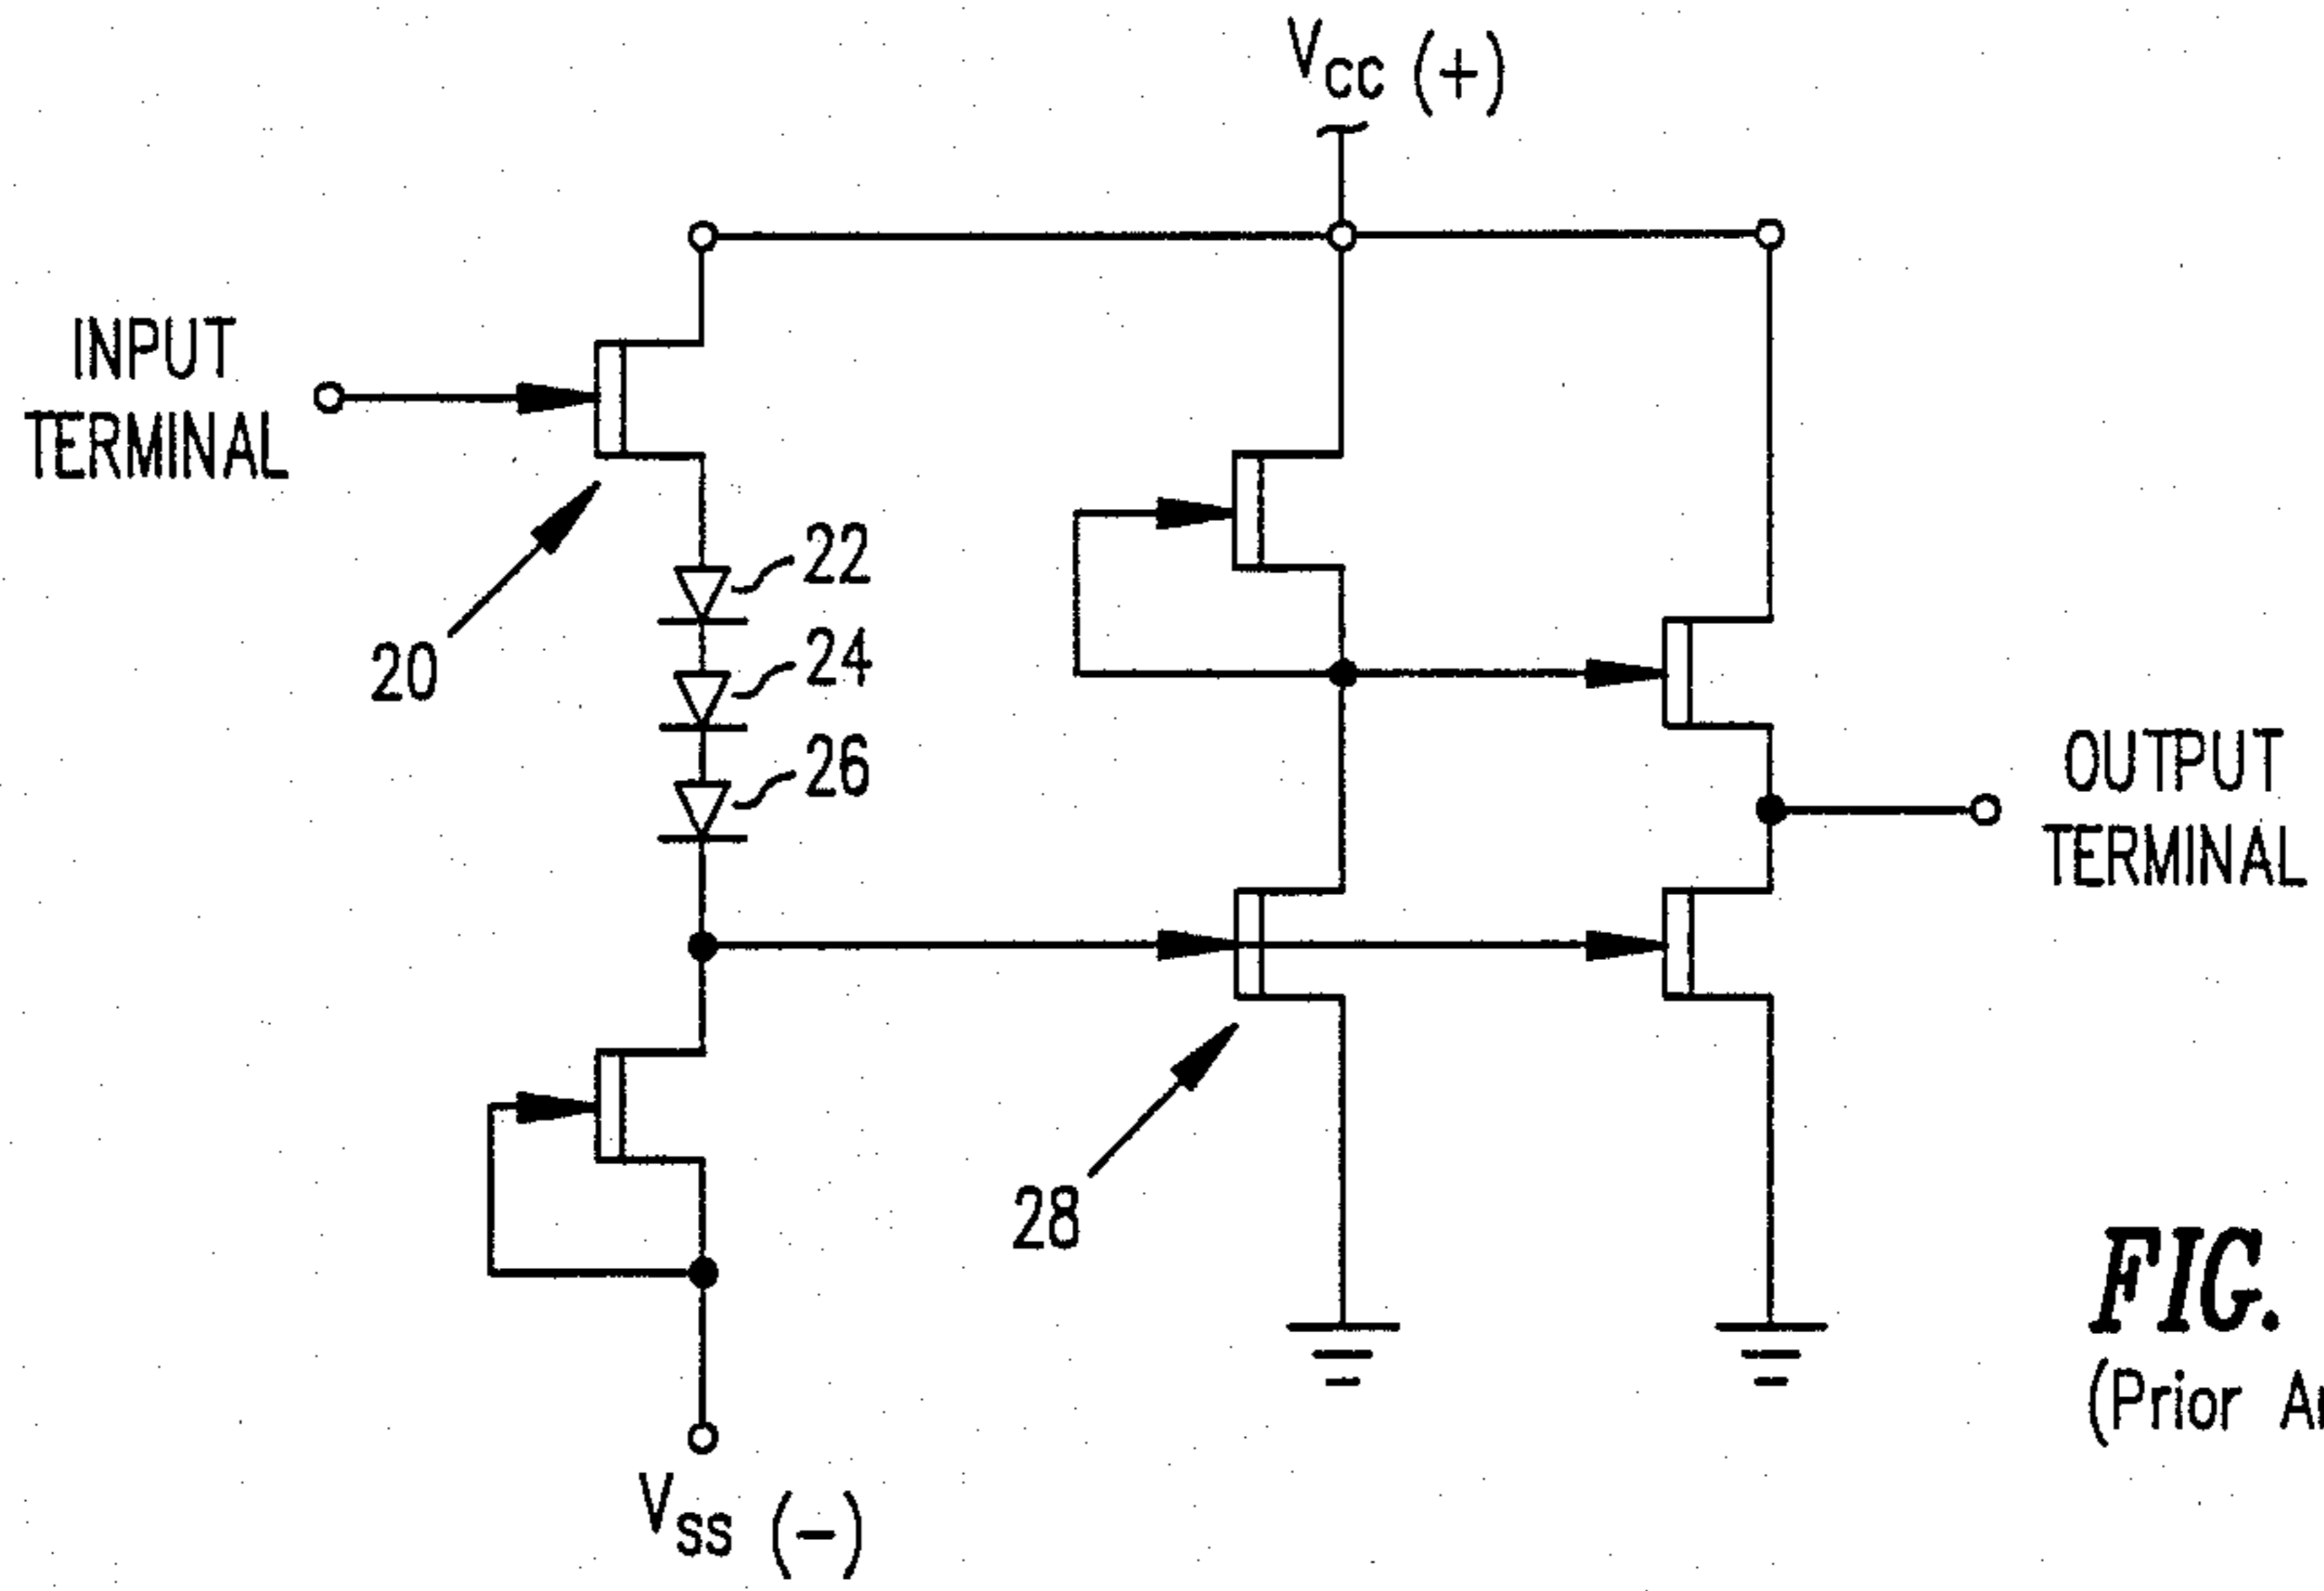 VCC (+)
INPUT
TERMINAL
22
24
20
26
OUTPUT
TERMINAL
28
FIG.
(Prior
VSS (−)